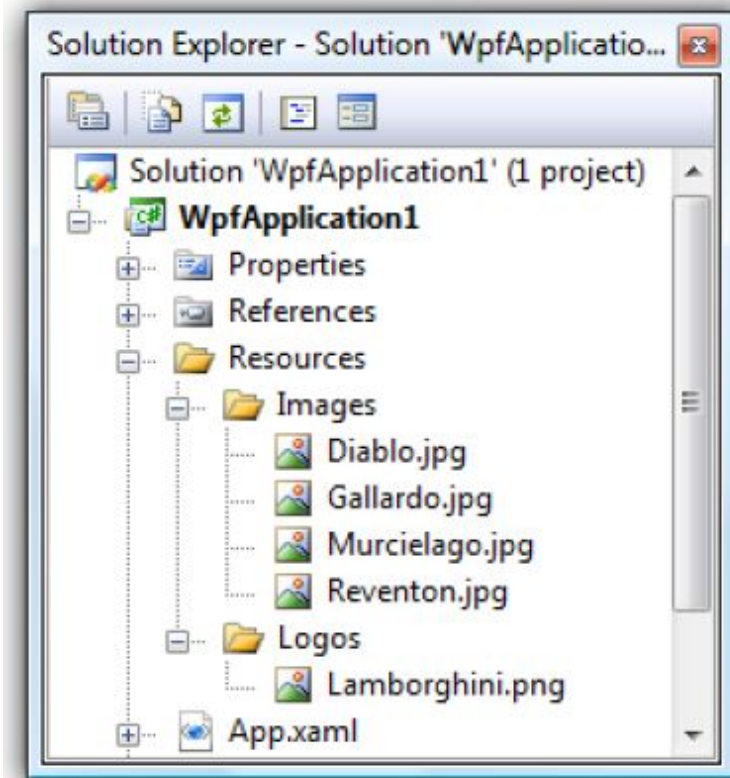 Solution Explorer - Solution 'WpfApplicatio...
Solution 'WpfApplication1' (1 project)
C# WpfApplication1
Properties
References
Resources
Images
Diablo.jpg
Gallardo.jpg
Murcielago.jpg
Reventon.jpg
Logos
Lamborghini.png
App.xaml